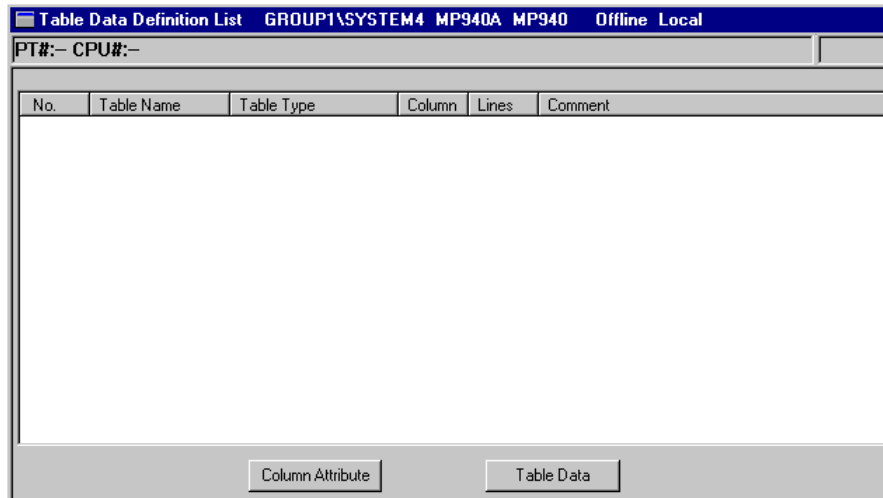 Table Data Definition List GROUP1\SYSTEM4 MP940A MP940 Offline Local
PT#:– CPU#:–
No. Table Name Table Type Column Lines Comment
Column Attribute Table Data